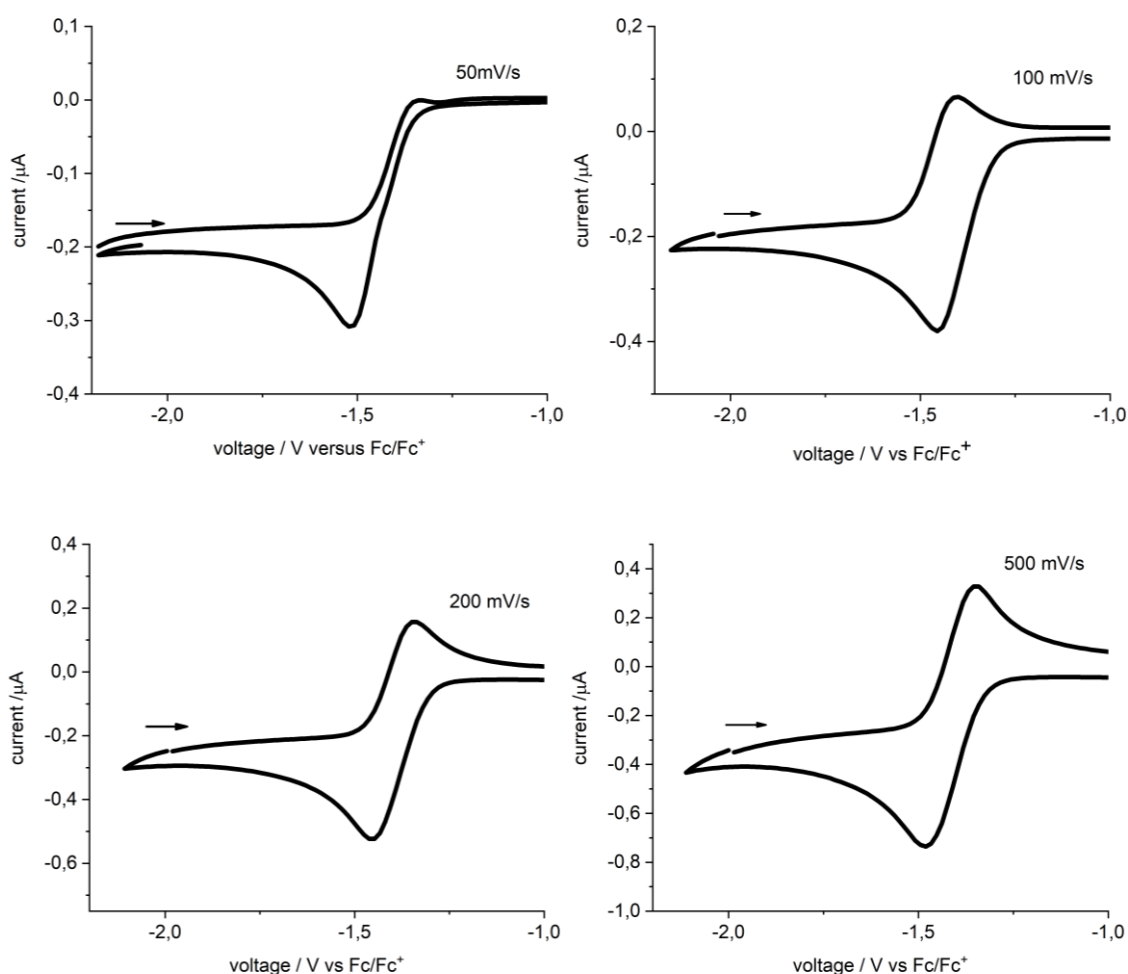 0,1
0,0
-0,1
-0,2
-0,3
-0,4
current /μA
50mV/s
-2,0 -1,5 -1,0
voltage / V versus Fc/Fc⁺
0,2
0,0
-0,2
-0,4
current /μA
100 mV/s
-2,0 -1,5 -1,0
voltage / V vs Fc/Fc⁺
0,4
0,2
0,0
-0,2
-0,4
-0,6
current /μA
200 mV/s
-2,0 -1,5 -1,0
voltage / V vs Fc/Fc⁺
0,4
0,2
0,0
-0,2
-0,4
-0,6
-0,8
-1,0
current /μA
500 mV/s
-2,0 -1,5 -1,0
voltage / V vs Fc/Fc⁺